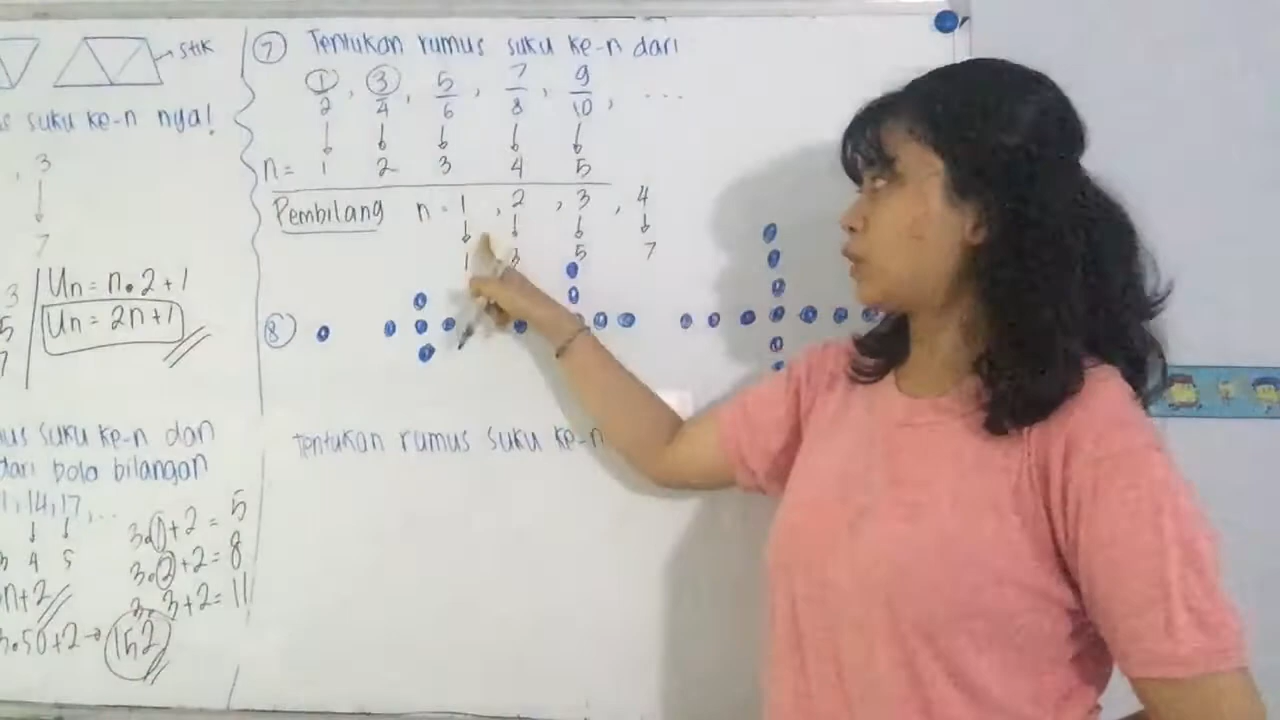 stik
suku ke-n nya!
, 3
7
3
5
7
Un = n . 2 + 1
Un = 2n+1
suku ke-n dan
dari pola bilangan
1, 14, 17, ...
3 4 5
n+2
3.50+2 → 152
3.1+2 = 5
3.2+2 = 8
3.3+2 = 11
7 Tentukan rumus suku ke-n dari
1/2, 3/4, 5/6, 7/8, 9/10, ...
n = 1 2 3 4 5
Pembilang n = 1, 2, 3, 4
1 3 5 7
8
Tentukan rumus suku ke-n